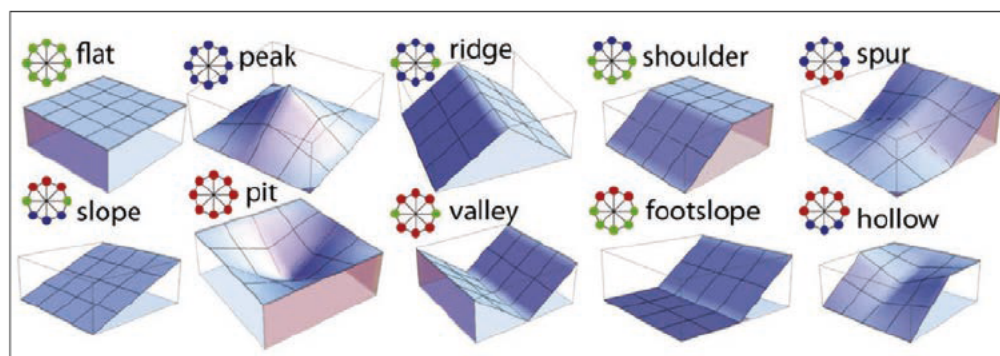 flat
peak
ridge
shoulder
spur
slope
pit
valley
footslope
hollow